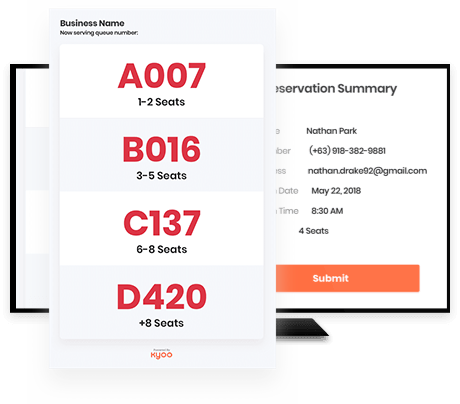 Business Name
Now serving queue number:
A007
1-2 Seats
B016
3-5 Seats
C137
6-8 Seats
D420
+8 Seats
Powered by
KYOO
eservation Summary
e Nathan Park
ber (+63) 918-382-9881
ess nathan.drake92@gmail.com
Date May 22, 2018
Time 8:30 AM
4 Seats
Submit